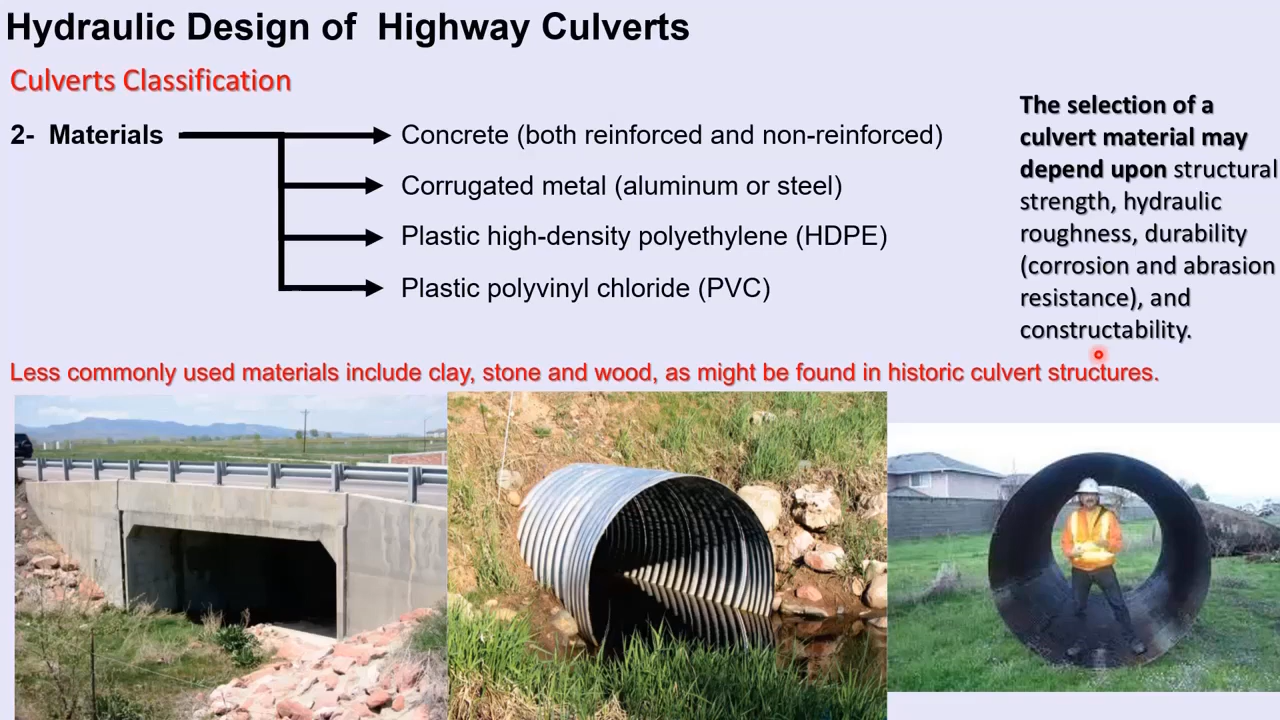 Hydraulic Design of Highway Culverts
Culverts Classification
2- Materials
Concrete (both reinforced and non-reinforced)
Corrugated metal (aluminum or steel)
Plastic high-density polyethylene (HDPE)
Plastic polyvinyl chloride (PVC)
The selection of a
culvert material may
depend upon structural
strength, hydraulic
roughness, durability
(corrosion and abrasion
resistance), and
constructability.
Less commonly used materials include clay, stone and wood, as might be found in historic culvert structures.